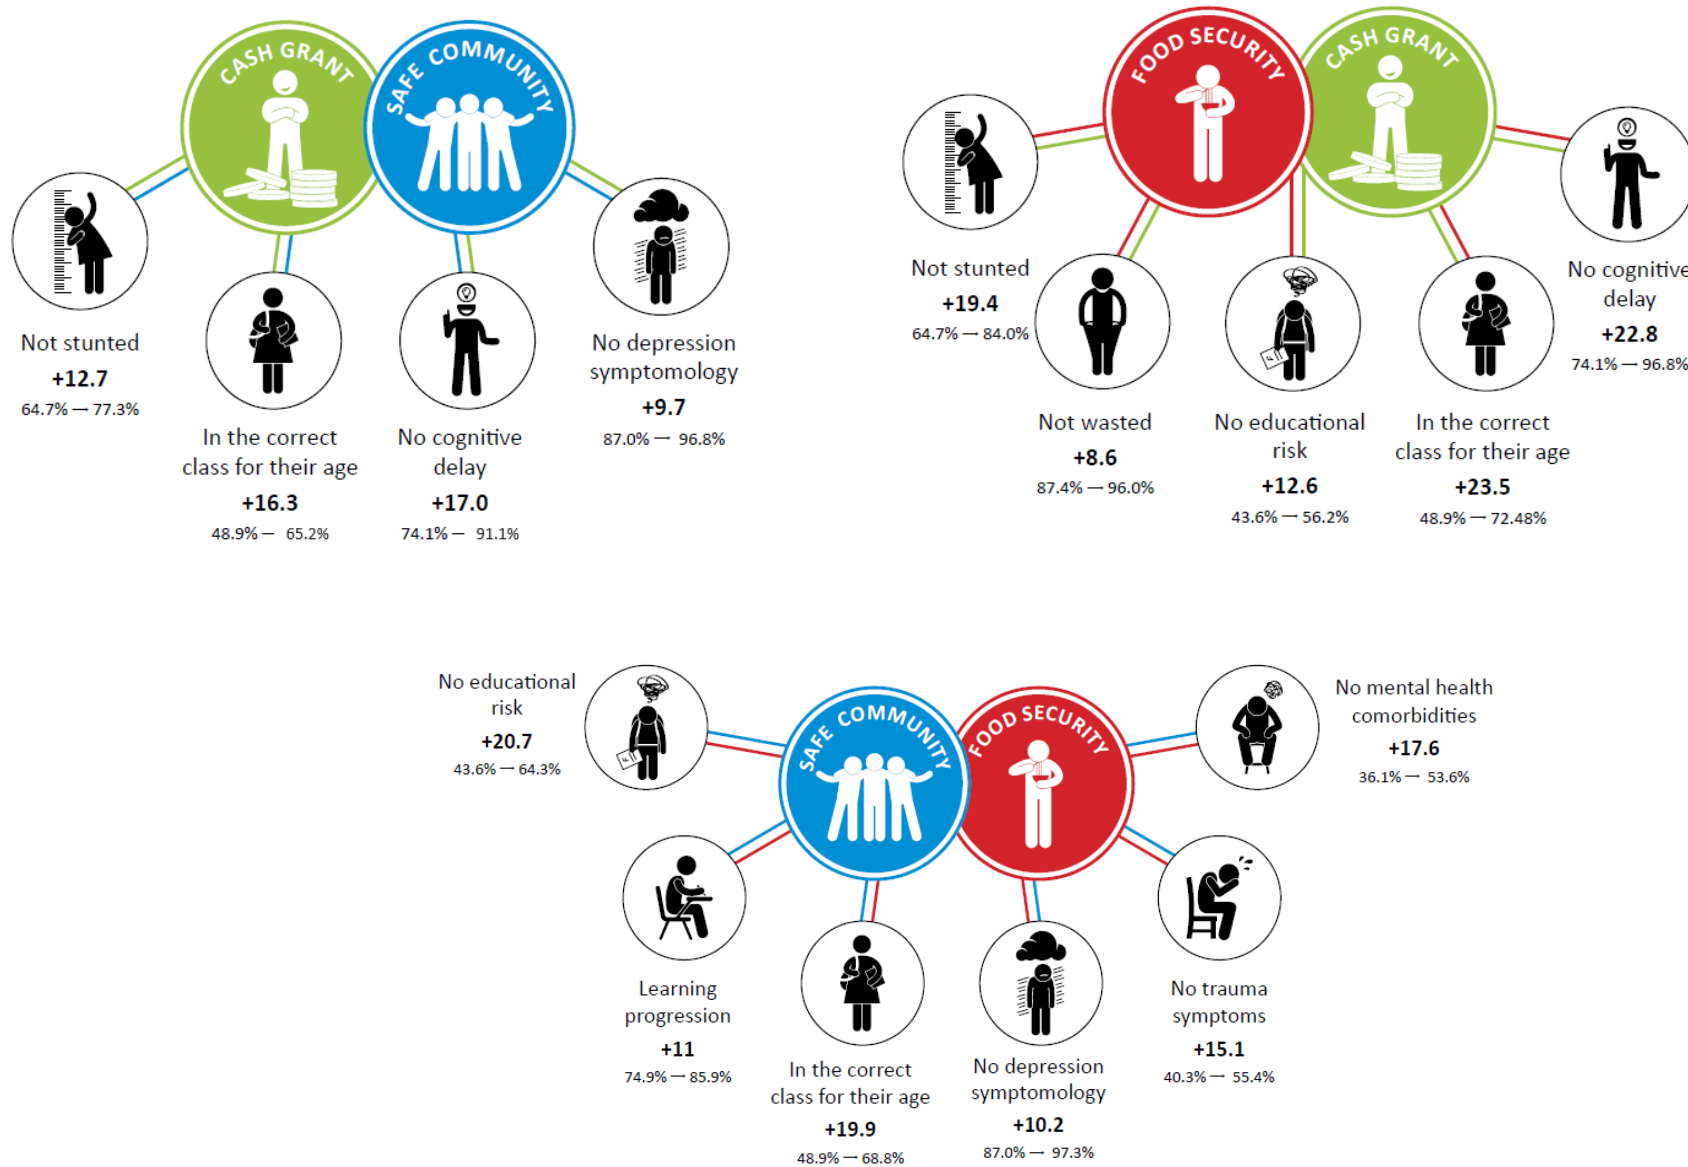 CASH GRANT
SAFE COMMUNITY
Not stunted
+12.7
64.7% — 77.3%
In the correct
class for their age
+16.3
48.9% — 65.2%
No cognitive
delay
+17.0
74.1% — 91.1%
No depression
symptomology
+9.7
87.0% → 96.8%
FOOD SECURITY
CASH GRANT
Not stunted
+19.4
64.7% → 84.0%
Not wasted
+8.6
87.4% → 96.0%
No educational
risk
+12.6
43.6% → 56.2%
In the correct
class for their age
+23.5
48.9% → 72.48%
No cognitive
delay
+22.8
74.1% → 96.8%
SAFE COMMUNITY
FOOD SECURITY
No educational
risk
+20.7
43.6% → 64.3%
Learning
progression
+11
74.9% → 85.9%
In the correct
class for their age
+19.9
48.9% → 68.8%
No depression
symptomology
+10.2
87.0% → 97.3%
No trauma
symptoms
+15.1
40.3% → 55.4%
No mental health
comorbidities
+17.6
36.1% → 53.6%